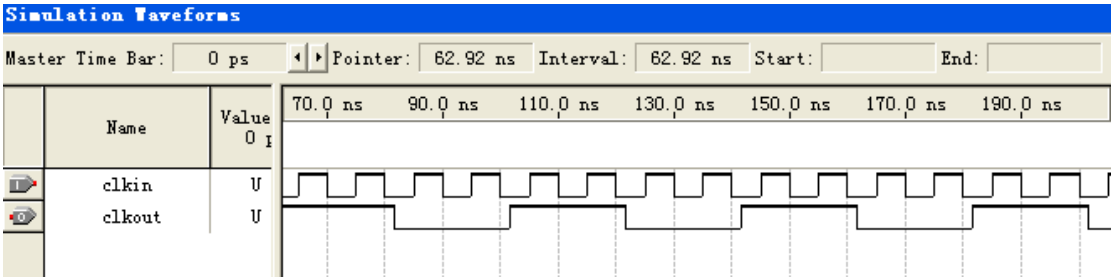 Simulation Waveforms
Master Time Bar: 0 ps Pointer: 62.92 ns Interval: 62.92 ns Start: End:
Name Value 70.0 ns 90.0 ns 110.0 ns 130.0 ns 150.0 ns 170.0 ns 190.0 ns
0
clkin U
clkout U